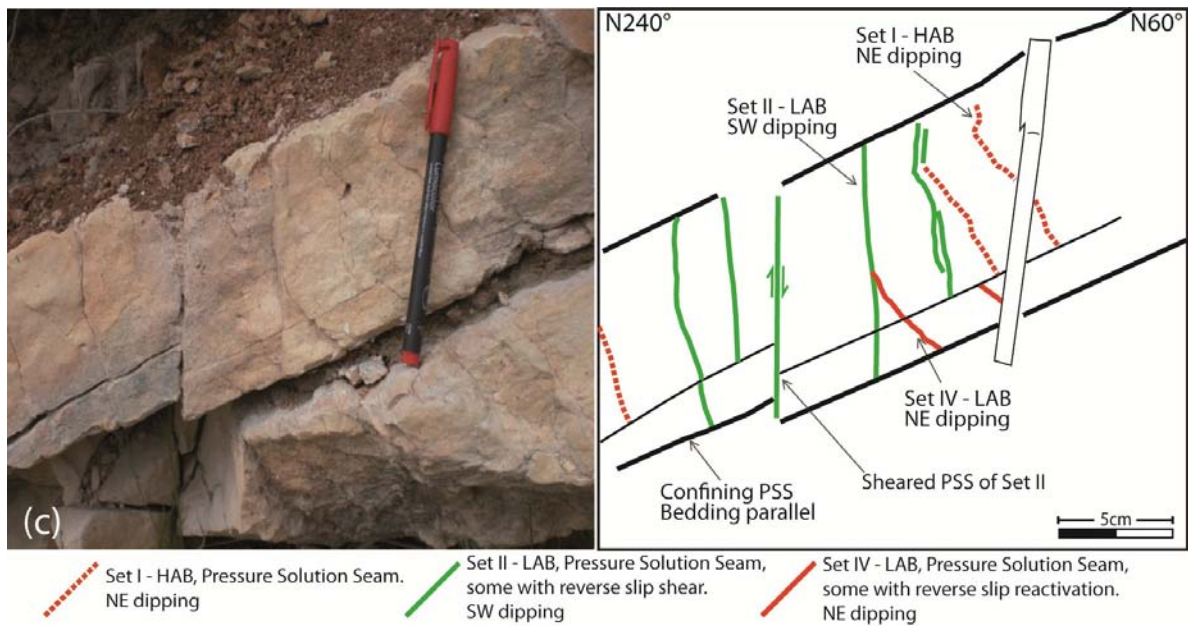 N240°
N60°
Set I - HAB
NE dipping
Set II - LAB
SW dipping
Set IV - LAB
NE dipping
Sheared PSS of Set II
Confining PSS
Bedding parallel
5cm
(c)
Set I - HAB, Pressure Solution Seam.
NE dipping
Set II - LAB, Pressure Solution Seam,
some with reverse slip shear.
SW dipping
Set IV - LAB, Pressure Solution Seam,
some with reverse slip reactivation.
NE dipping